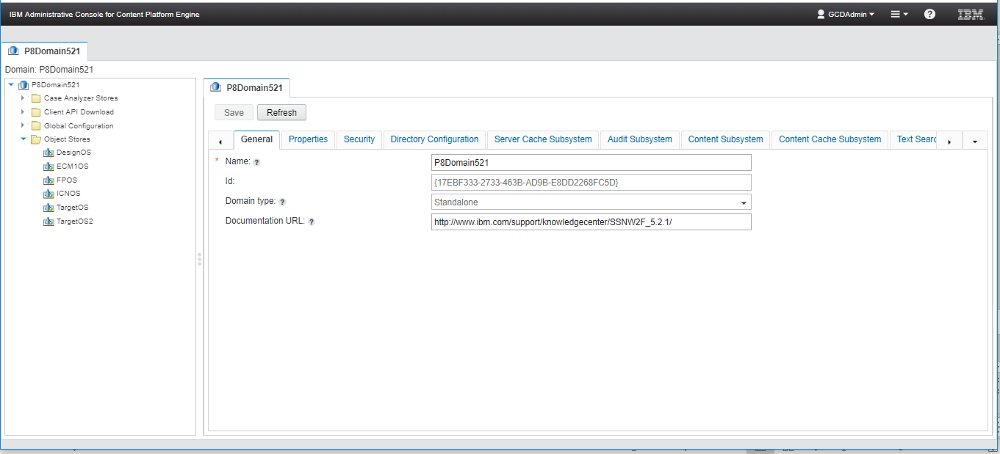 IBM Administrative Console for Content Platform Engine
GCDAdmin
?
IBM
P8Domain521
Domain: P8Domain521
P8Domain521
Case Analyzer Stores
Client API Download
Global Configuration
Object Stores
DesignOS
ECM1OS
FPOS
ICNOS
TargetOS
TargetOS2
P8Domain521
Save Refresh
General Properties Security Directory Configuration Server Cache Subsystem Audit Subsystem Content Subsystem Content Cache Subsystem Text Searc
* Name: ? P8Domain521
Id: {17EBF333-2733-463B-AD9B-E8DD2268FC5D}
Domain type: ? Standalone
Documentation URL: ? http://www.ibm.com/support/knowledgecenter/SSNW2F_5.2.1/